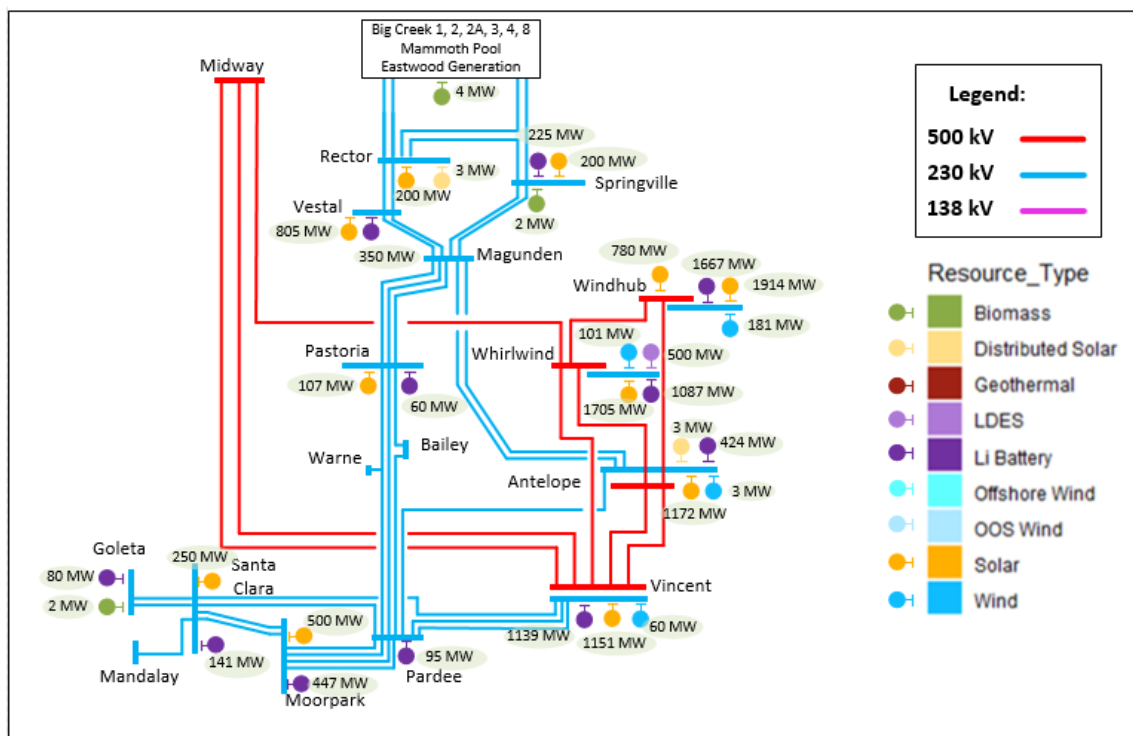 Big Creek 1, 2, 2A, 3, 4, 8
Mammoth Pool
Eastwood Generation
Midway
4 MW
Legend:
500 kV
230 kV
138 kV
225 MW
Rector
3 MW
200 MW
200 MW
Springville
Vestal
2 MW
805 MW
350 MW
Magunden
780 MW
1667 MW
Windhub
1914 MW
181 MW
101 MW
Pastoria
Whirlwind
500 MW
107 MW
60 MW
1705 MW
1087 MW
3 MW
424 MW
Bailey
Warne
Antelope
3 MW
1172 MW
Goleta
250 MW
Santa
Clara
80 MW
2 MW
Vincent
500 MW
1139 MW
1151 MW
60 MW
Mandalay
141 MW
95 MW
Pardee
447 MW
Moorpark
Resource_Type
Biomass
Distributed Solar
Geothermal
LDES
Li Battery
Offshore Wind
OOS Wind
Solar
Wind